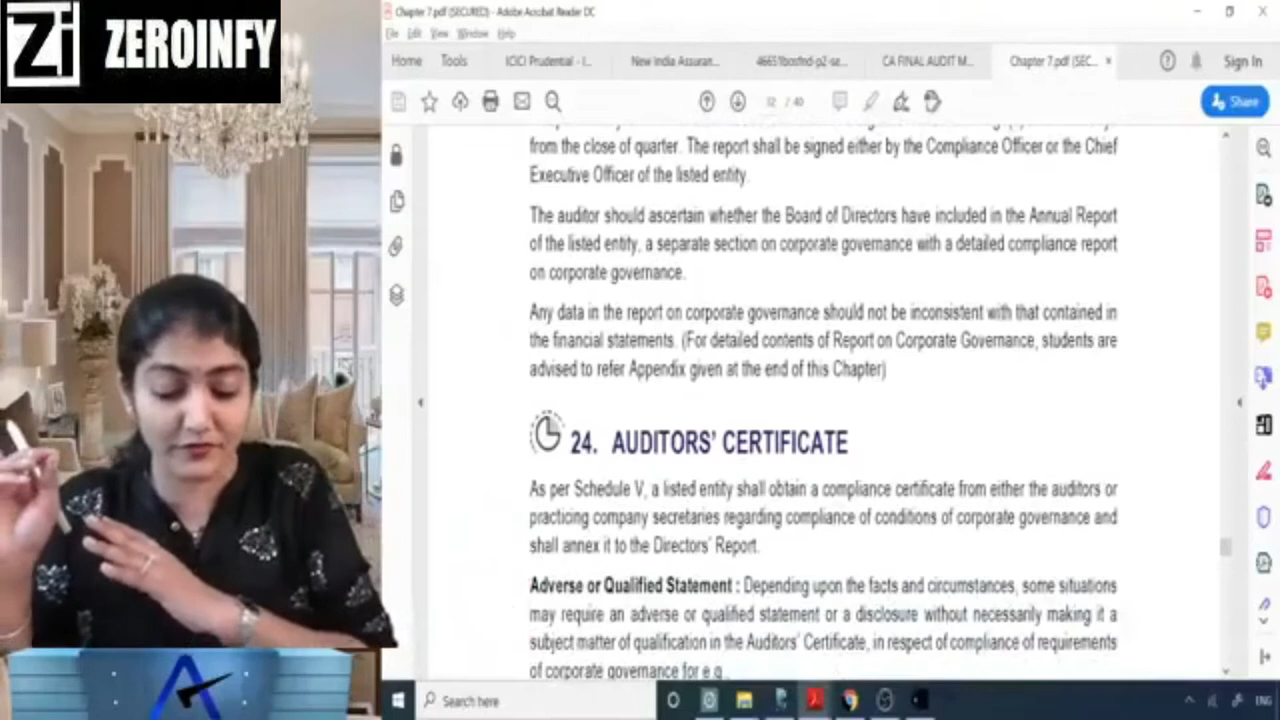 Zi ZEROINFY
Chapter 7.pdf (SECURED) - Adobe Acrobat Reader DC
File Edit View Window Help
Home Tools ICICI Prudential - I... New India Assuran... CA FINAL AUDIT M... Chapter 7.pdf (SEC... × Sign In
32 / 40
Share
from the close of quarter. The report shall be signed either by the Compliance Officer or the Chief
Executive Officer of the listed entity.
The auditor should ascertain whether the Board of Directors have included in the Annual Report
of the listed entity, a separate section on corporate governance with a detailed compliance report
on corporate governance.
Any data in the report on corporate governance should not be inconsistent with that contained in
the financial statements. (For detailed contents of Report on Corporate Governance, students are
advised to refer Appendix given at the end of this Chapter)
24. AUDITORS' CERTIFICATE
As per Schedule V, a listed entity shall obtain a compliance certificate from either the auditors or
practicing company secretaries regarding compliance of conditions of corporate governance and
shall annex it to the Directors' Report.
Adverse or Qualified Statement : Depending upon the facts and circumstances, some situations
may require an adverse or qualified statement or a disclosure without necessarily making it a
subject matter of qualification in the Auditors' Certificate, in respect of compliance of requirements
of corporate governance for e.g.,
Search here
ENG